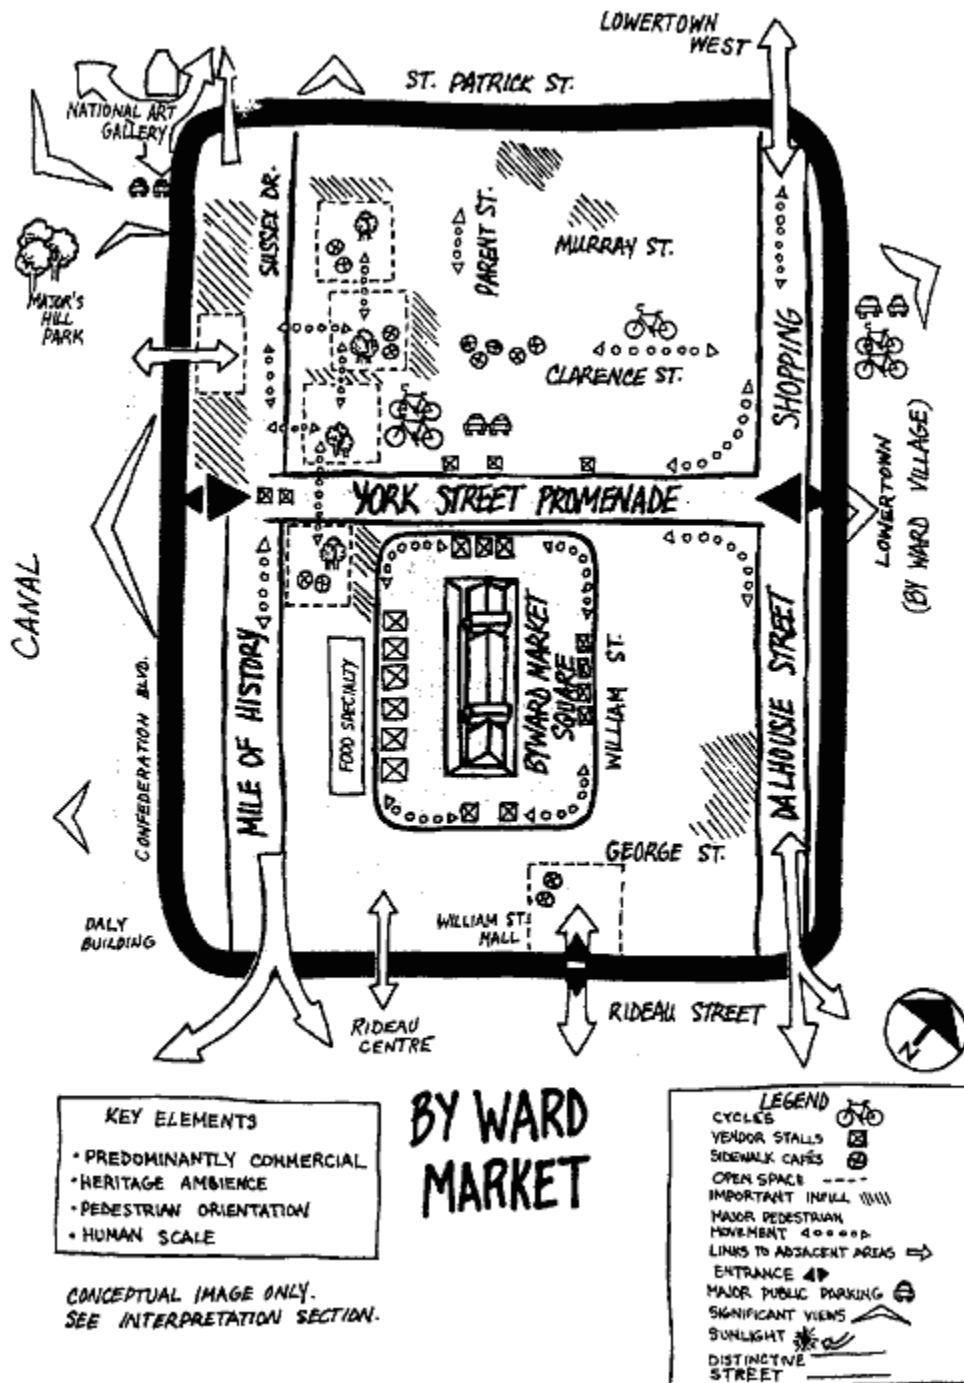 LOWERTOWN
WEST
ST. PATRICK ST.
NATIONAL ART
GALLERY
SUSSEX DR.
PARENT ST.
MURRAY ST.
MAJOR'S
HILL
PARK
CLARENCE ST.
SHOPPING
YORK STREET PROMENADE
LOWERTOWN
(BY WARD VILLAGE)
CANAL
CONFEDERATION BLVD.
MILE OF HISTORY
FOOD SPECIALTY
BYWARD MARKET
SQUARE
WILLIAM ST.
DALHOUSIE STREET
GEORGE ST.
DALY
BUILDING
WILLIAM ST.
MALL
RIDEAU
CENTRE
RIDEAU STREET
N
KEY ELEMENTS
• PREDOMINANTLY COMMERCIAL
• HERITAGE AMBIENCE
• PEDESTRIAN ORIENTATION
• HUMAN SCALE
BY WARD
MARKET
CONCEPTUAL IMAGE ONLY.
SEE INTERPRETATION SECTION.
LEGEND
CYCLES
VENDOR STALLS
SIDEWALK CAFÉS
OPEN SPACE
IMPORTANT INFILL
MAJOR PEDESTRIAN
MOVEMENT
LINKS TO ADJACENT AREAS
ENTRANCE
MAJOR PUBLIC PARKING
SIGNIFICANT VIEWS
SUNLIGHT
DISTINCTIVE
STREET